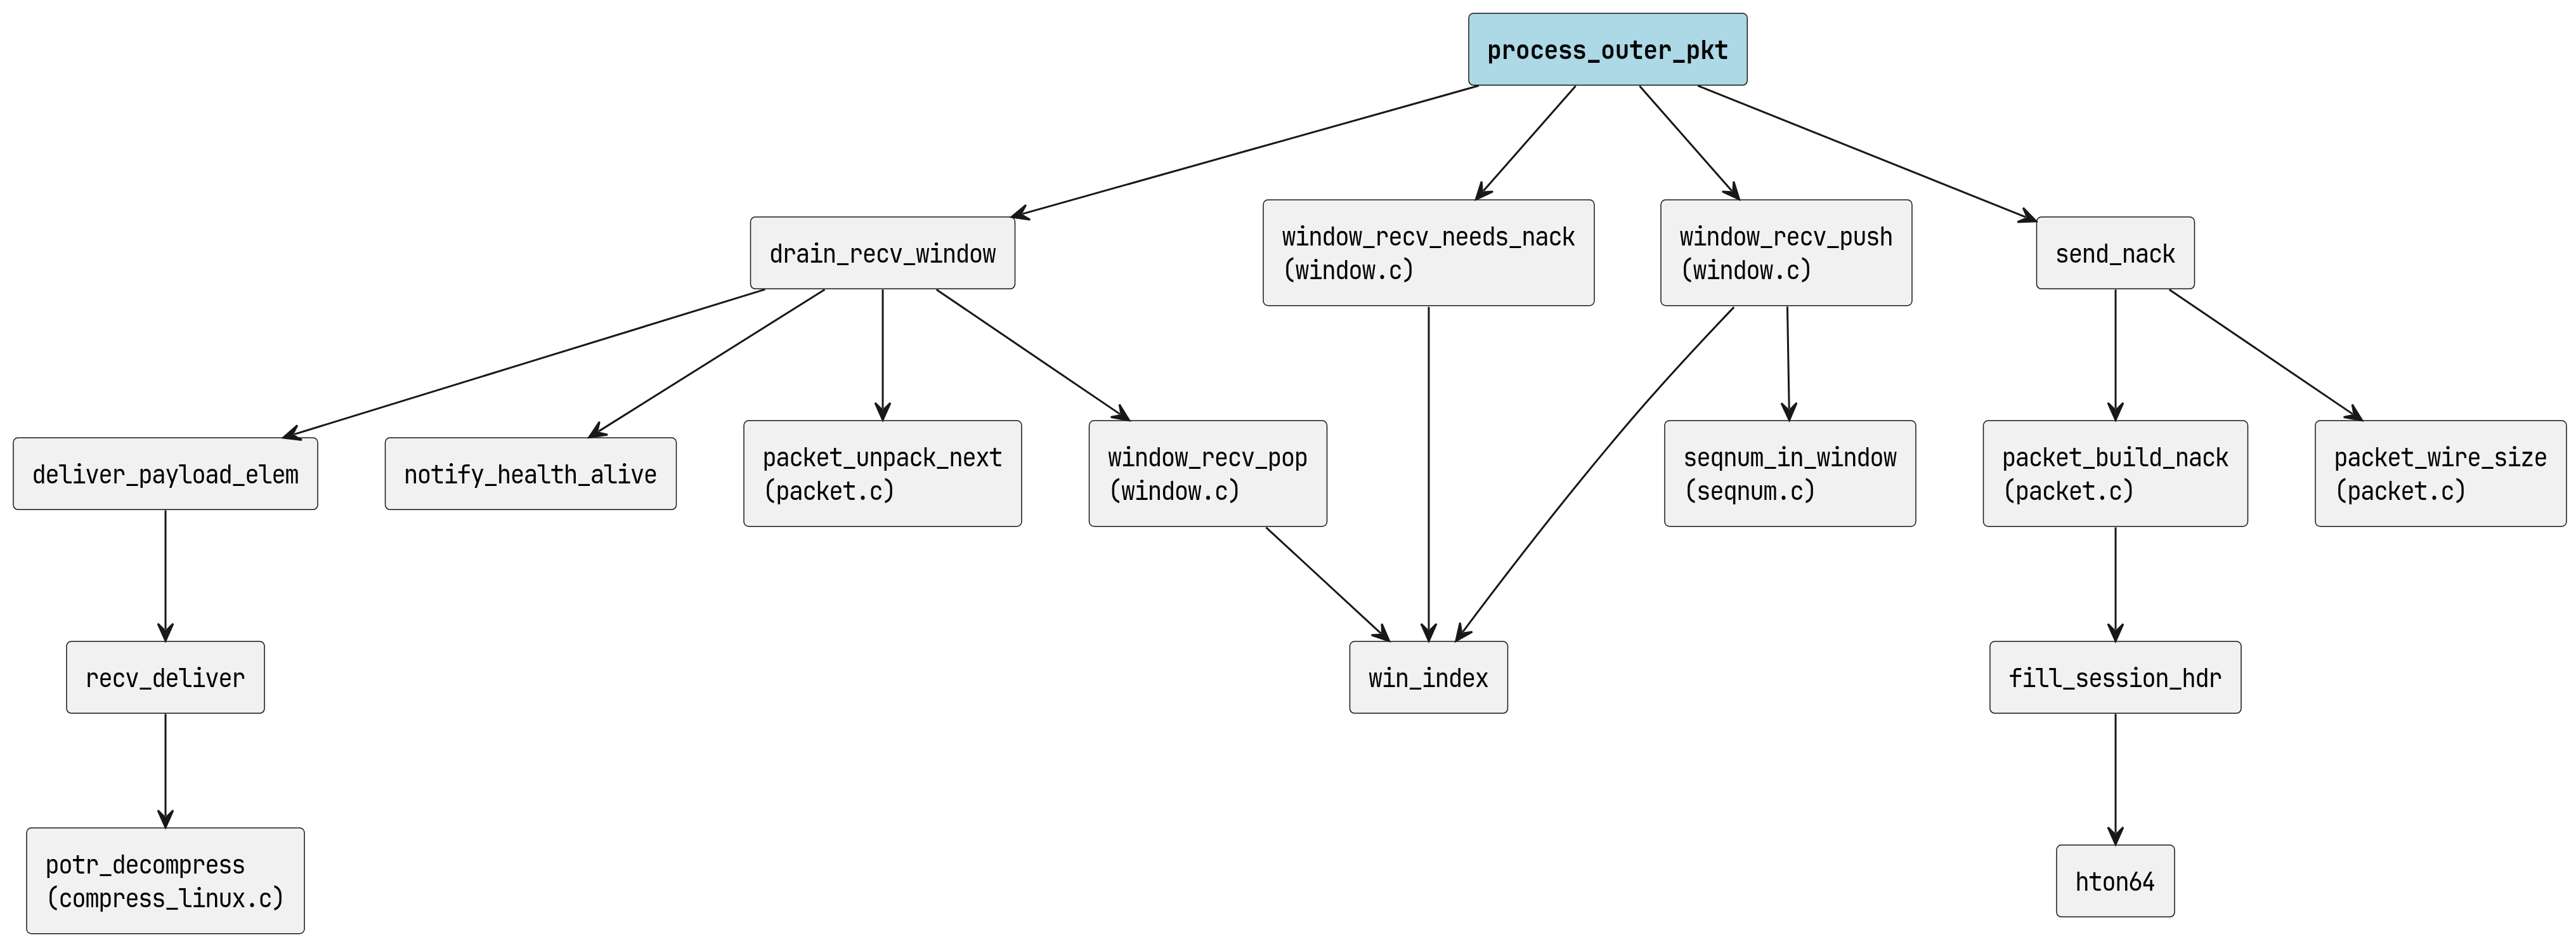 process_outer_pkt
drain_recv_window
window_recv_needs_nack
(window.c)
window_recv_push
(window.c)
send_nack
deliver_payload_elem
notify_health_alive
packet_unpack_next
(packet.c)
window_recv_pop
(window.c)
seqnum_in_window
(seqnum.c)
packet_build_nack
(packet.c)
packet_wire_size
(packet.c)
recv_deliver
win_index
fill_session_hdr
potr_decompress
(compress_linux.c)
hton64